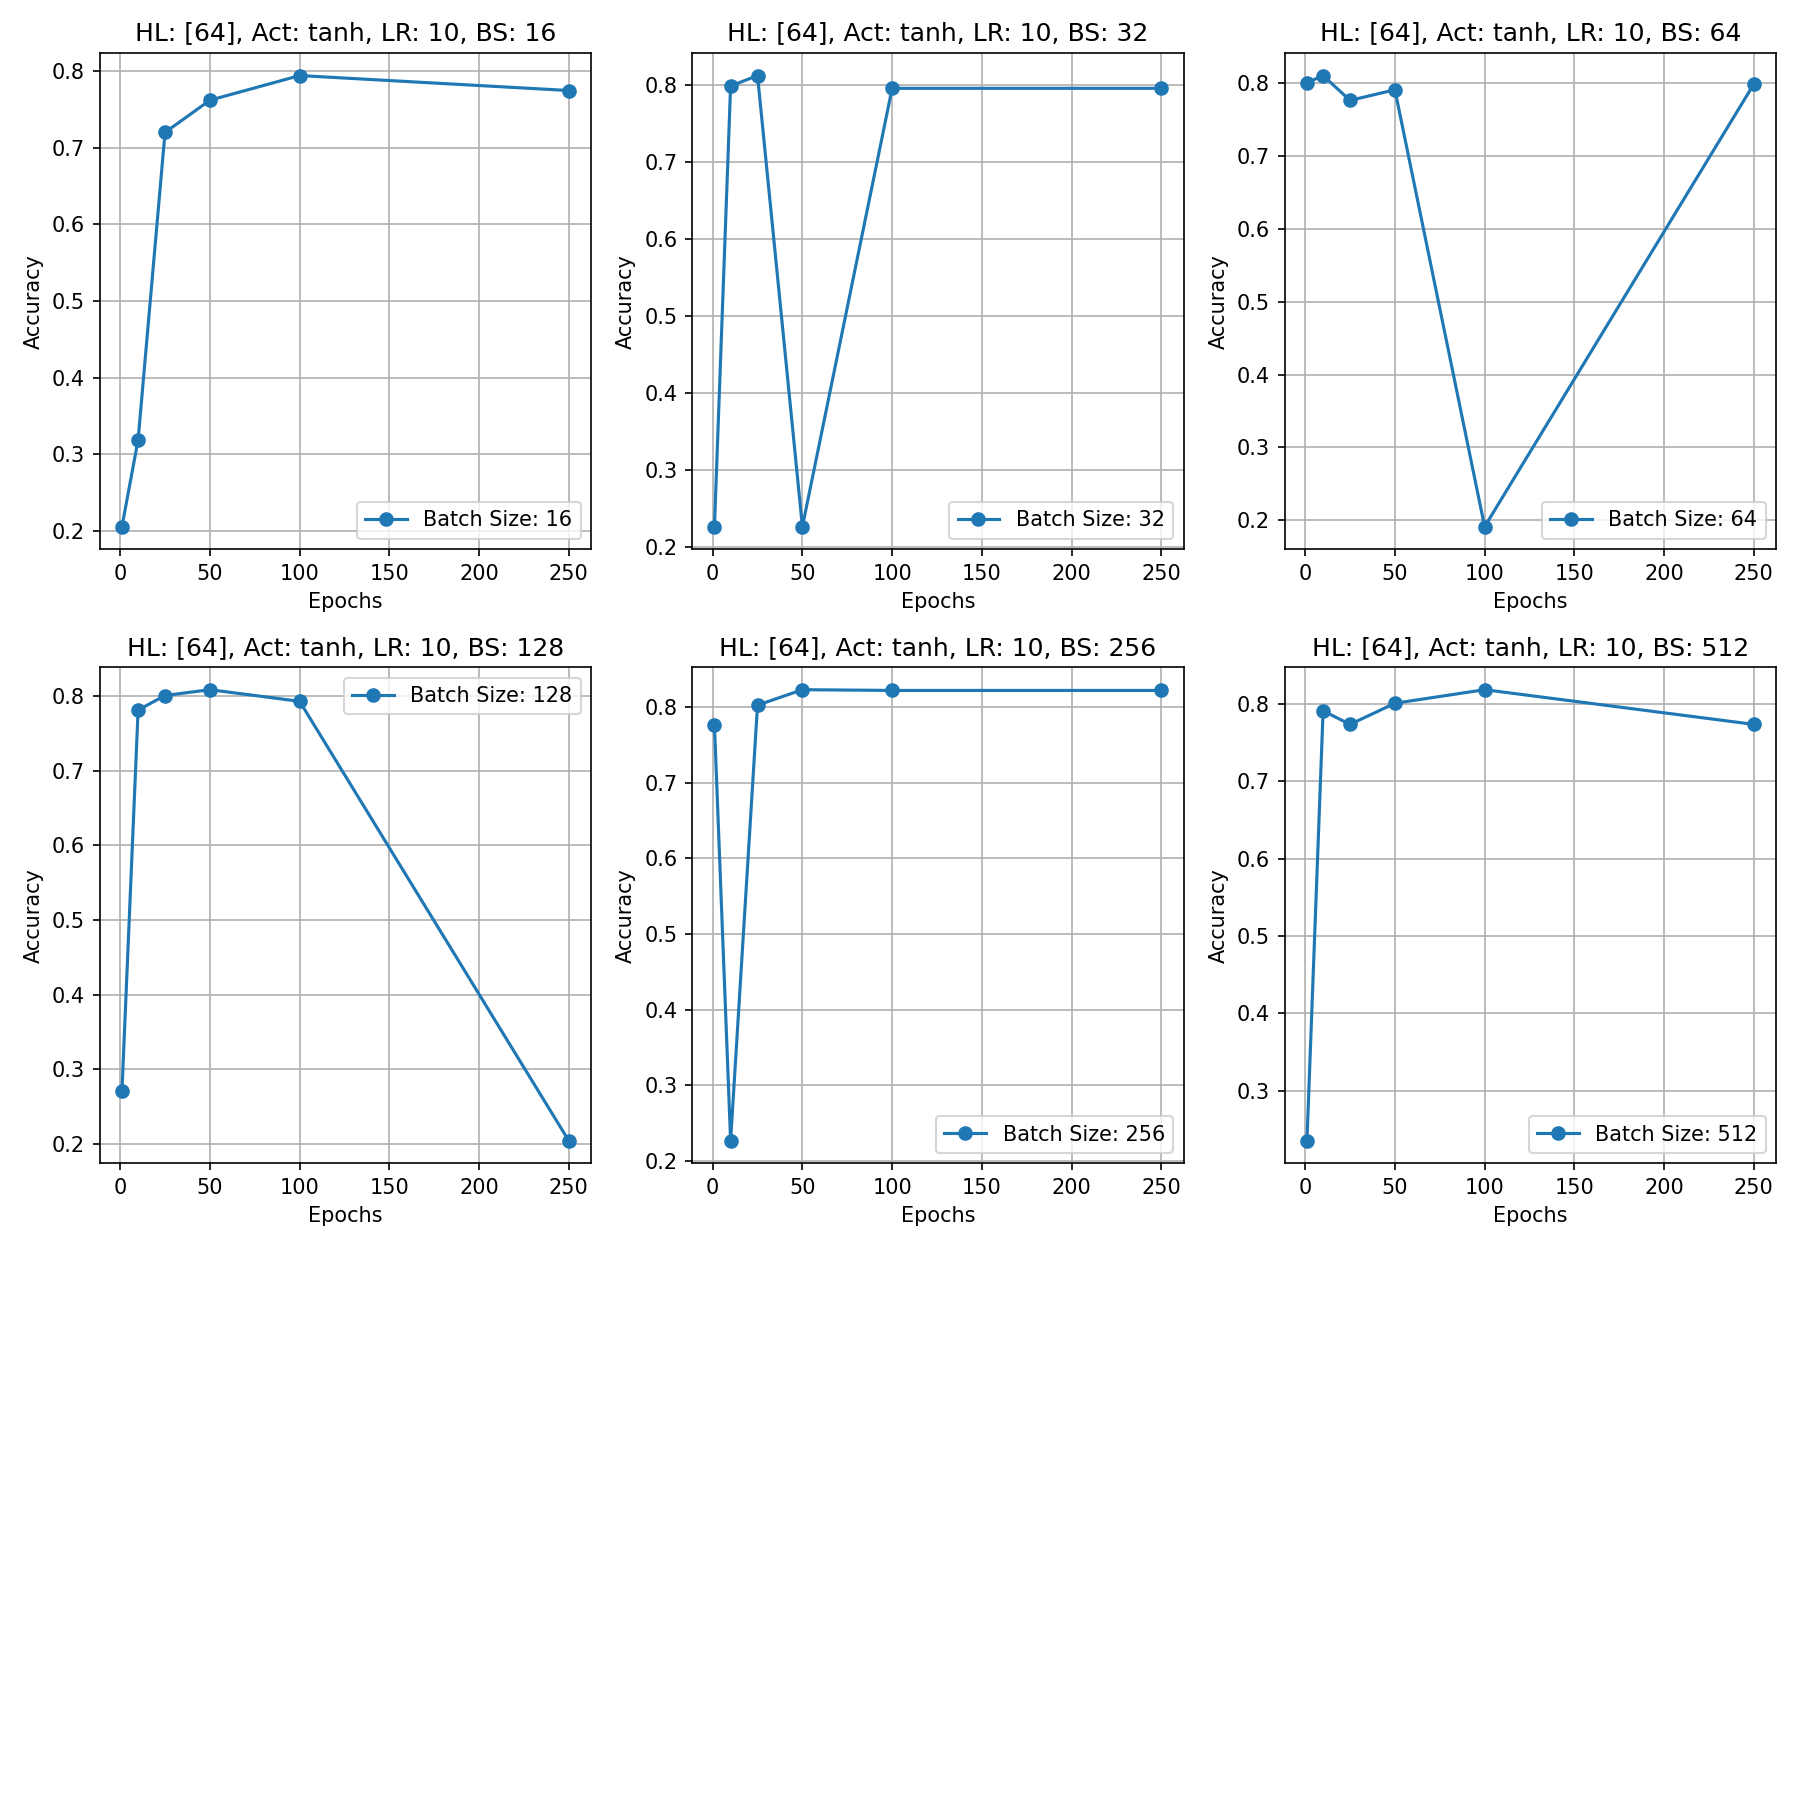 HL: [64], Act: tanh, LR: 10, BS: 16
0.8
0.7
0.6
0.5
0.4
0.3
0.2
Accuracy
Batch Size: 16
0 50 100 150 200 250
Epochs
HL: [64], Act: tanh, LR: 10, BS: 32
0.8
0.7
0.6
0.5
0.4
0.3
0.2
Accuracy
Batch Size: 32
0 50 100 150 200 250
Epochs
HL: [64], Act: tanh, LR: 10, BS: 64
0.8
0.7
0.6
0.5
0.4
0.3
0.2
Accuracy
Batch Size: 64
0 50 100 150 200 250
Epochs
HL: [64], Act: tanh, LR: 10, BS: 128
0.8
0.7
0.6
0.5
0.4
0.3
0.2
Accuracy
Batch Size: 128
0 50 100 150 200 250
Epochs
HL: [64], Act: tanh, LR: 10, BS: 256
0.8
0.7
0.6
0.5
0.4
0.3
0.2
Accuracy
Batch Size: 256
0 50 100 150 200 250
Epochs
HL: [64], Act: tanh, LR: 10, BS: 512
0.8
0.7
0.6
0.5
0.4
0.3
Accuracy
Batch Size: 512
0 50 100 150 200 250
Epochs